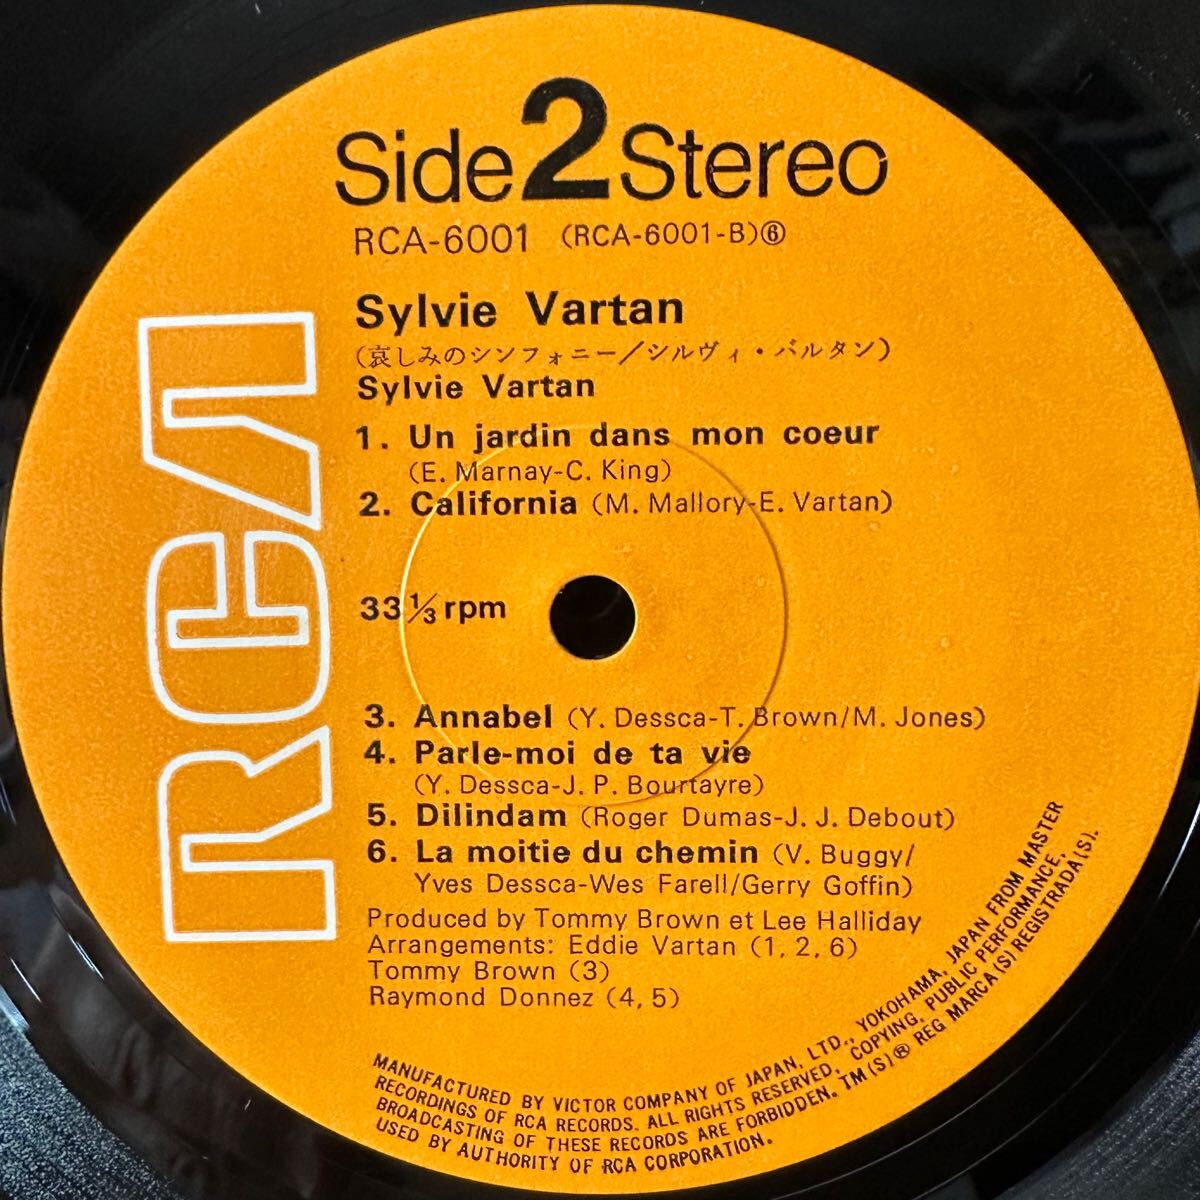 Side 2 Stereo
RCA-6001 (RCA-6001-B)⑥
Sylvie Vartan
(哀しみのシンフォニー/シルヴィ・バルタン)
Sylvie Vartan
1. Un jardin dans mon coeur
(E. Marnay-C. King)
2. California (M. Mallory-E. Vartan)
33 1/3 rpm
3. Annabel (Y. Dessca-T. Brown/M. Jones)
4. Parle-moi de ta vie
(Y. Dessca-J. P. Bourtayre)
5. Dilindam (Roger Dumas-J. J. Debout)
6. La moitie du chemin (V. Buggy/
Yves Dessca-Wes Farell/Gerry Goffin)
Produced by Tommy Brown et Lee Halliday
Arrangements: Eddie Vartan (1, 2, 6)
Tommy Brown (3)
Raymond Donnez (4, 5)
RCA
MANUFACTURED BY VICTOR COMPANY OF JAPAN, LTD., YOKOHAMA, JAPAN FROM MASTER
RECORDINGS OF RCA RECORDS. ALL RIGHTS RESERVED, COPYING, PUBLIC PERFORMANCE,
BROADCASTING OF THESE RECORDS ARE FORBIDDEN. TM(S)® REG MARCA(S) REGISTRADA(S).
USED BY AUTHORITY OF RCA CORPORATION.